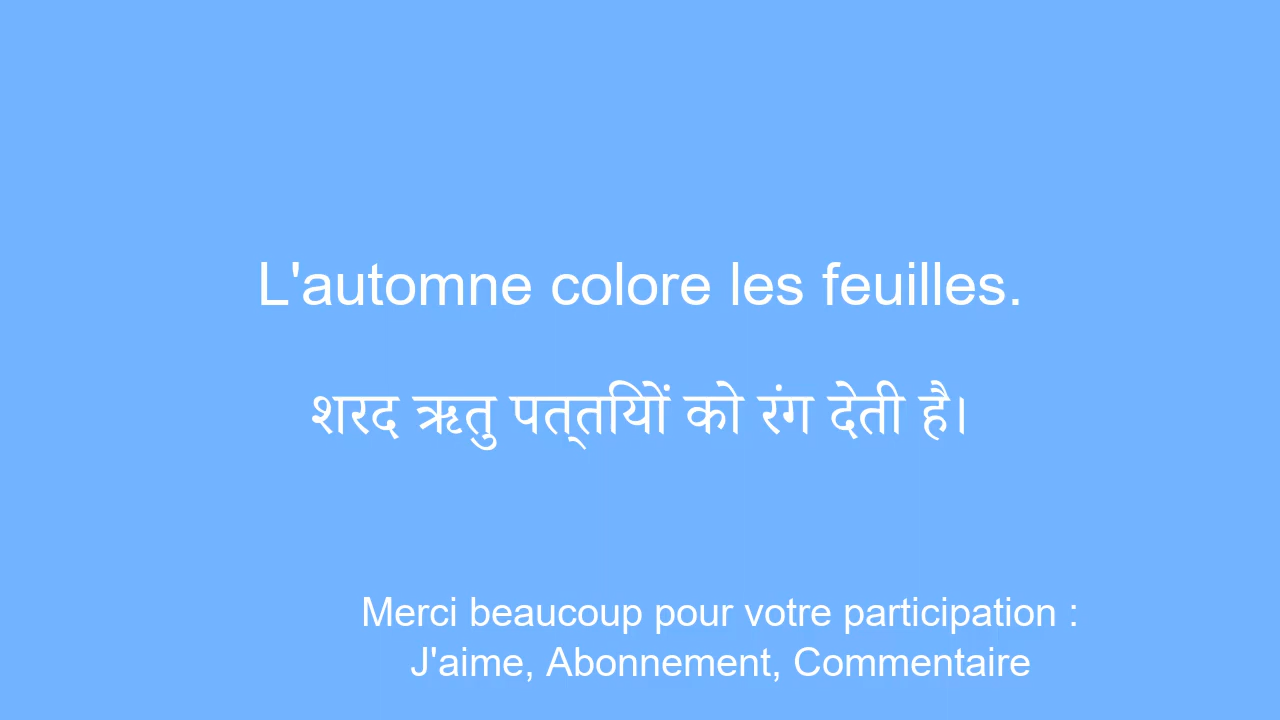 L'automne colore les feuilles.
शरद ऋतु पत्तियों को रंग देती है।
Merci beaucoup pour votre participation :
J'aime, Abonnement, Commentaire